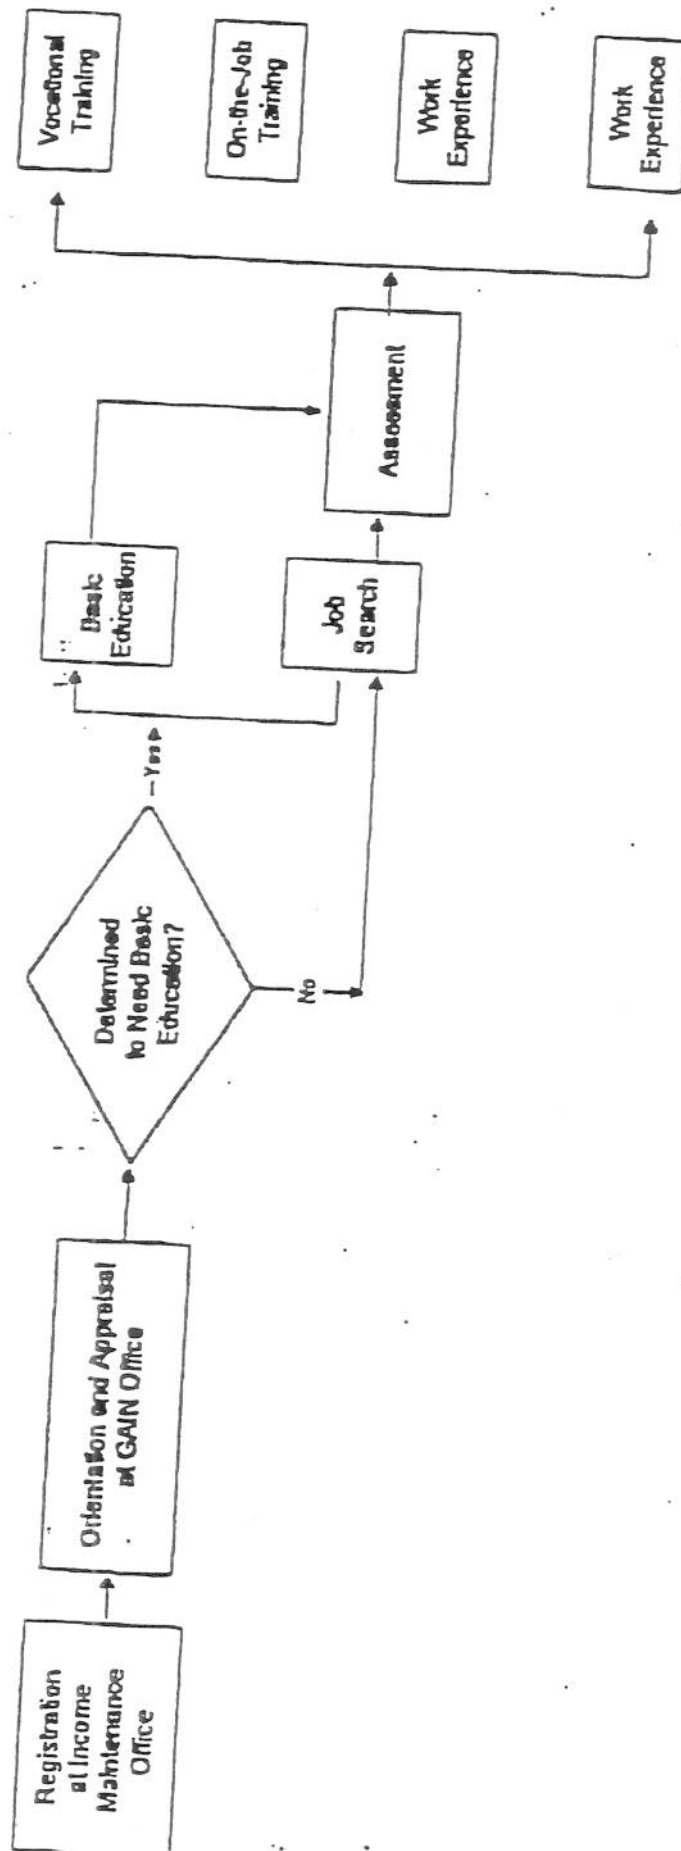 Registration
at Income
Maintenance
Office
Orientation and Appraisal
at GAIN Office
Determined
to Need Basic
Education?
Yes
No
Basic
Education
Job
Search
Assessment
Vocational
Training
On-the-Job
Training
Work
Experience
Work
Experience